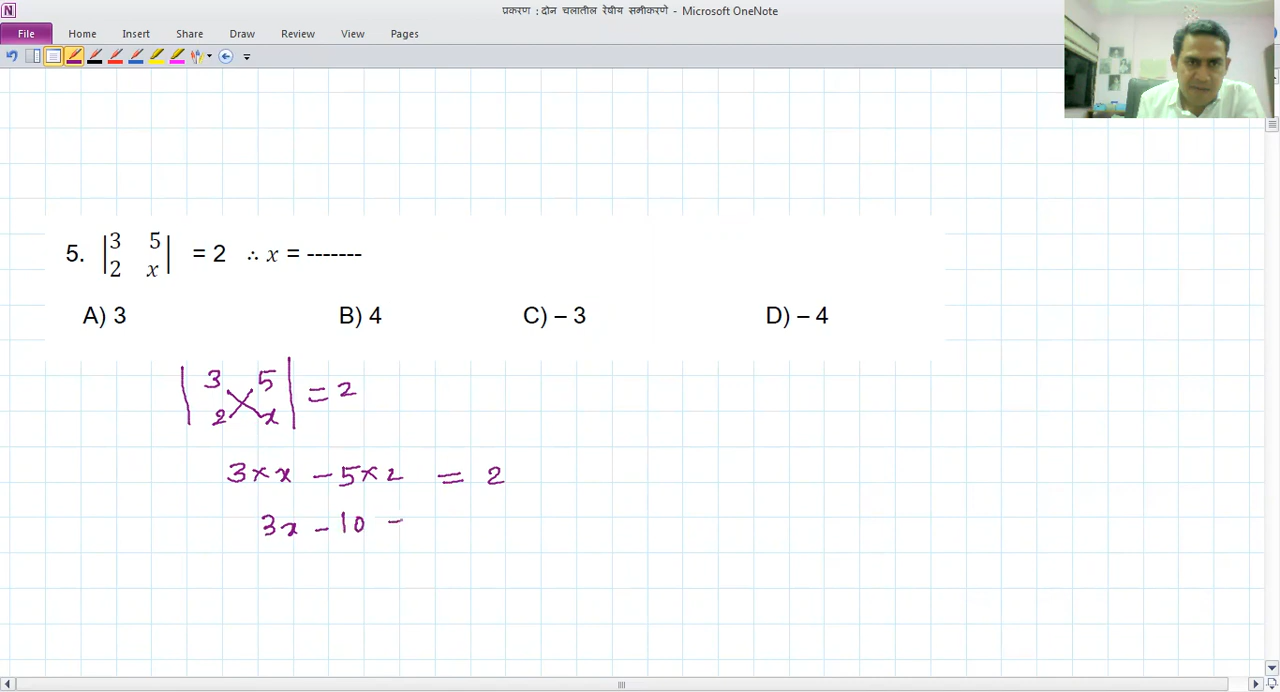 प्रकरण : दोन चलातील रेषीय समीकरणे - Microsoft OneNote
File Home Insert Share Draw Review View Pages
5. |3 5| = 2 ∴ x = -------
|2 x|
A) 3 B) 4 C) – 3 D) – 4
|3 5| = 2
|2 x|
3 × x - 5 × 2 = 2
3x - 10 -